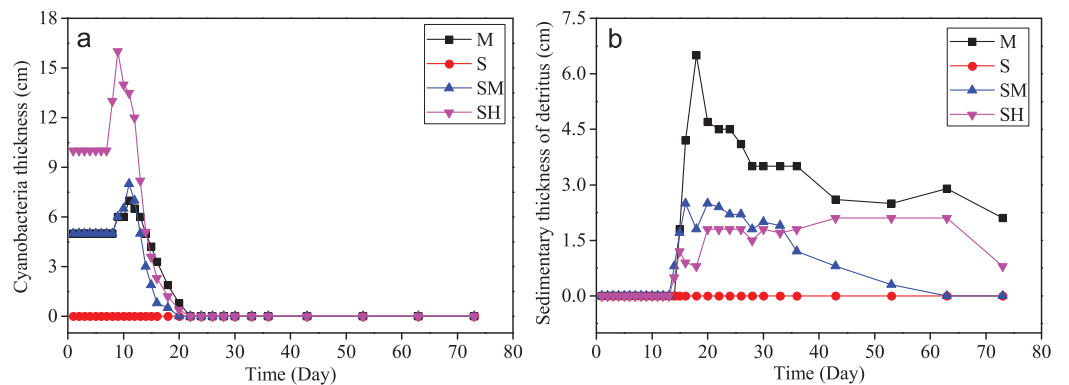 a
Cyanobacteria thickness (cm)
18
15
12
9
6
3
0
0 10 20 30 40 50 60 70 80
Time (Day)
M
S
SM
SH
b
Sedimentary thickness of detritus (cm)
7.5
6.0
4.5
3.0
1.5
0.0
0 10 20 30 40 50 60 70 80
Time (Day)
M
S
SM
SH